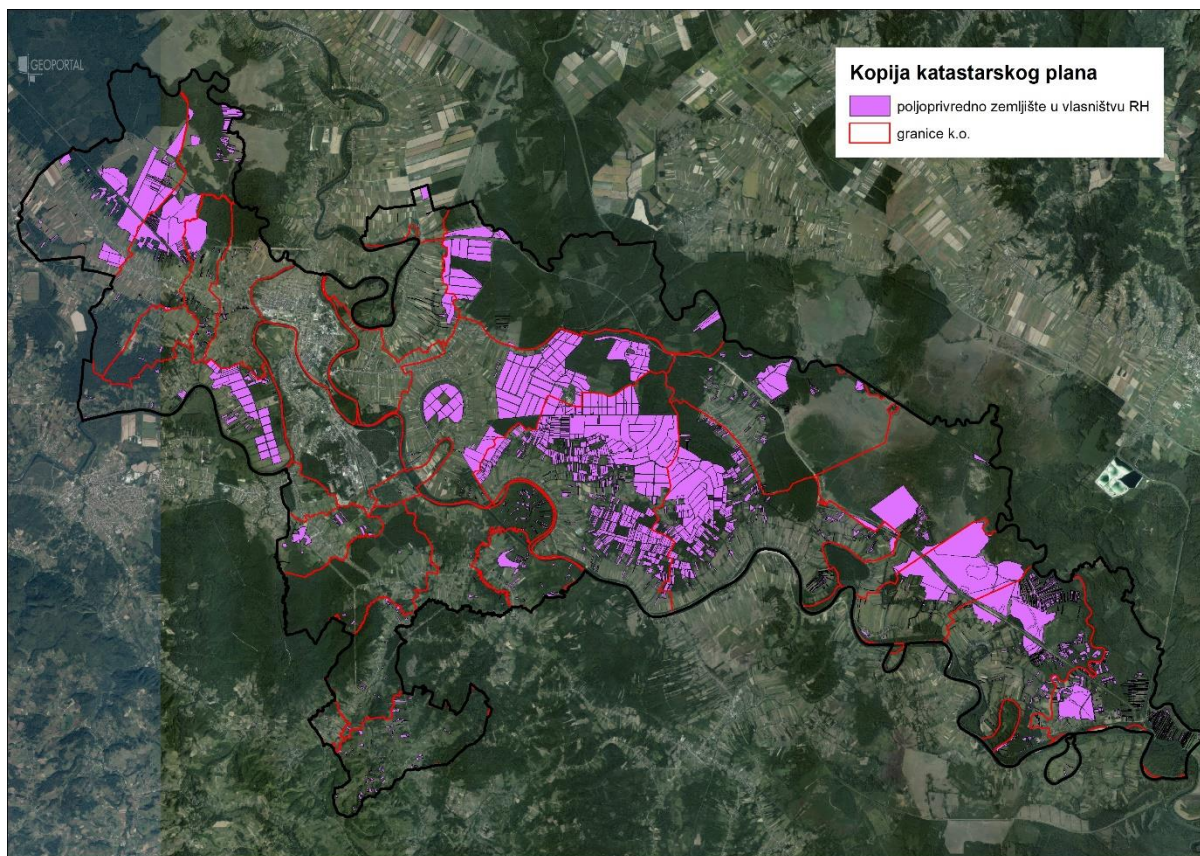 GEOPORTAL
Kopija katastarskog plana
poljoprivredno zemljište u vlasništvu RH
granice k.o.